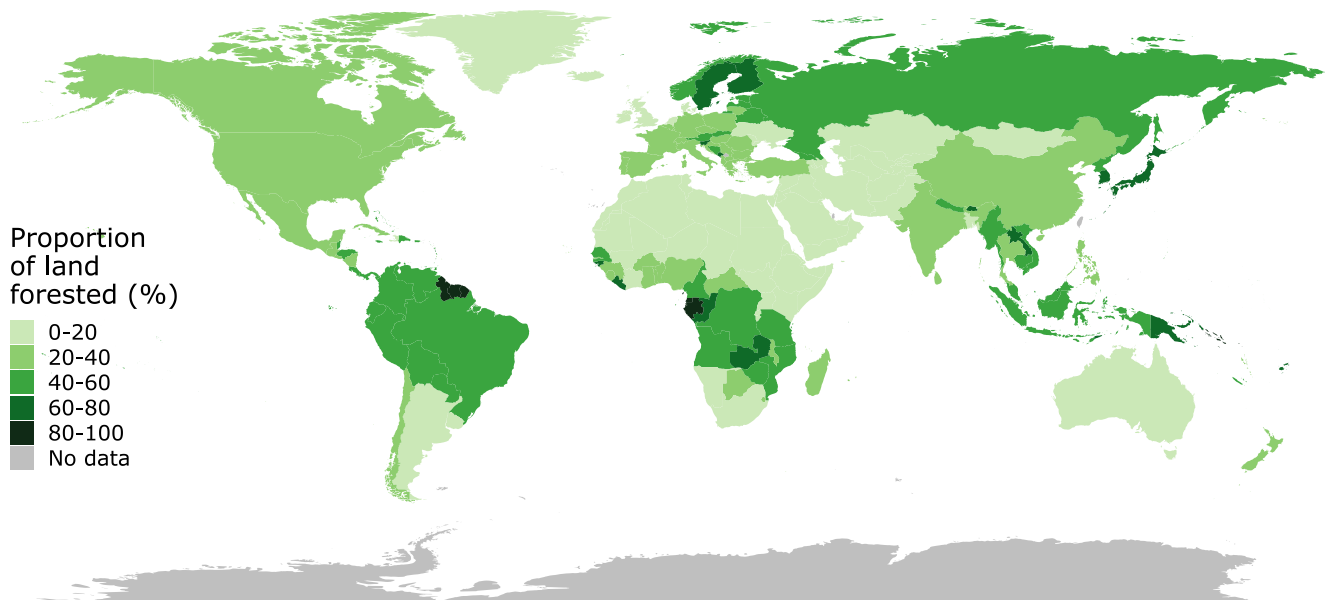 Proportion
of land
forested (%)
0-20
20-40
40-60
60-80
80-100
No data